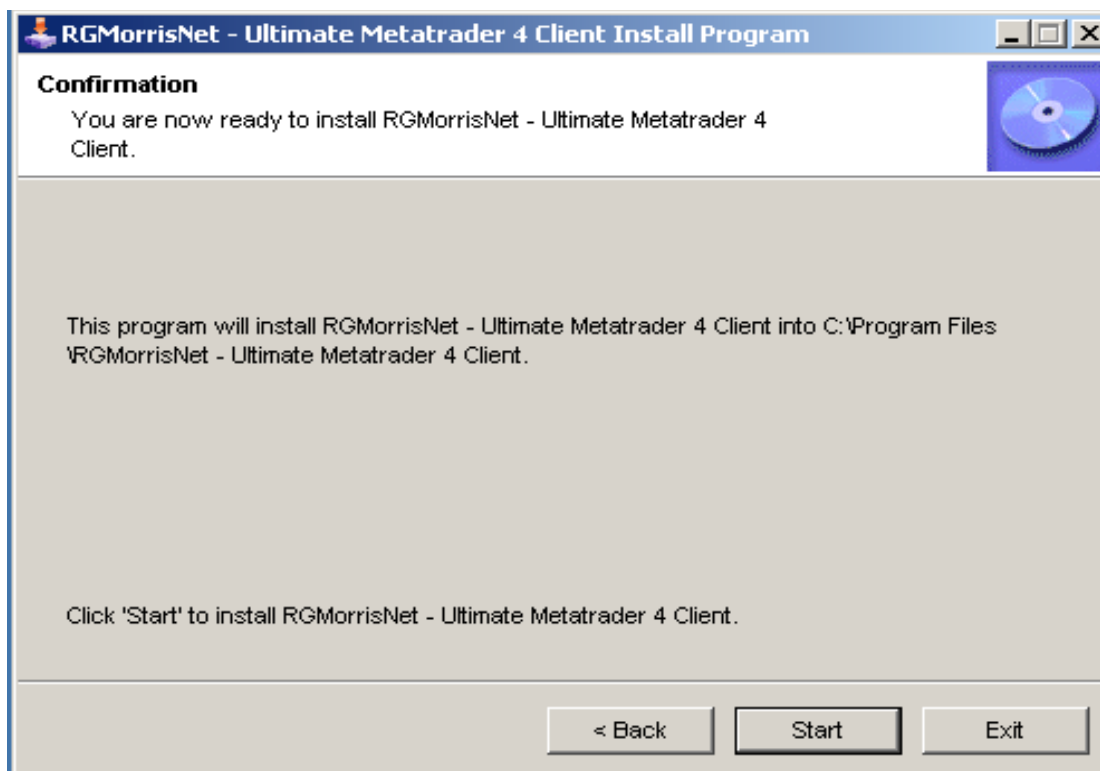 RGMorrisNet - Ultimate Metatrader 4 Client Install Program
Confirmation
You are now ready to install RGMorrisNet - Ultimate Metatrader 4
Client.
This program will install RGMorrisNet - Ultimate Metatrader 4 Client into C:\Program Files
\RGMorrisNet - Ultimate Metatrader 4 Client.
Click 'Start' to install RGMorrisNet - Ultimate Metatrader 4 Client.
< Back Start Exit